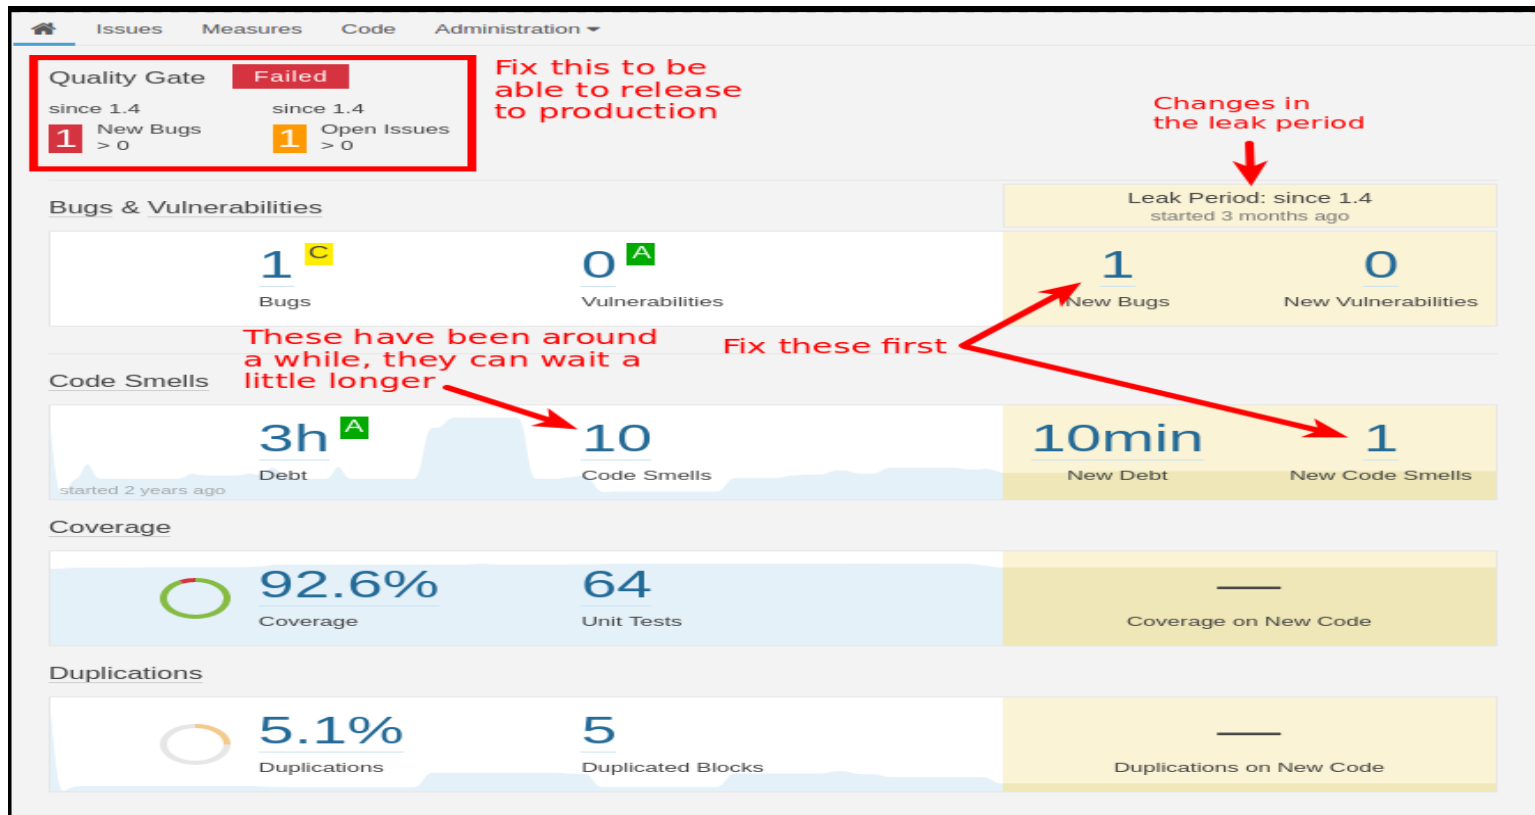 Issues Measures Code Administration
Quality Gate Failed
Fix this to be
able to release
to production
since 1.4 since 1.4
1 New Bugs 1 Open Issues
> 0 > 0
Changes in
the leak period
Bugs & Vulnerabilities
Leak Period: since 1.4
started 3 months ago
1 C 0 A 1 0
Bugs Vulnerabilities New Bugs New Vulnerabilities
These have been around
a while, they can wait a
little longer
Fix these first
Code Smells
3h A 10 10min 1
Debt Code Smells New Debt New Code Smells
started 2 years ago
Coverage
92.6% 64 —
Coverage Unit Tests Coverage on New Code
Duplications
5.1% 5 —
Duplications Duplicated Blocks Duplications on New Code